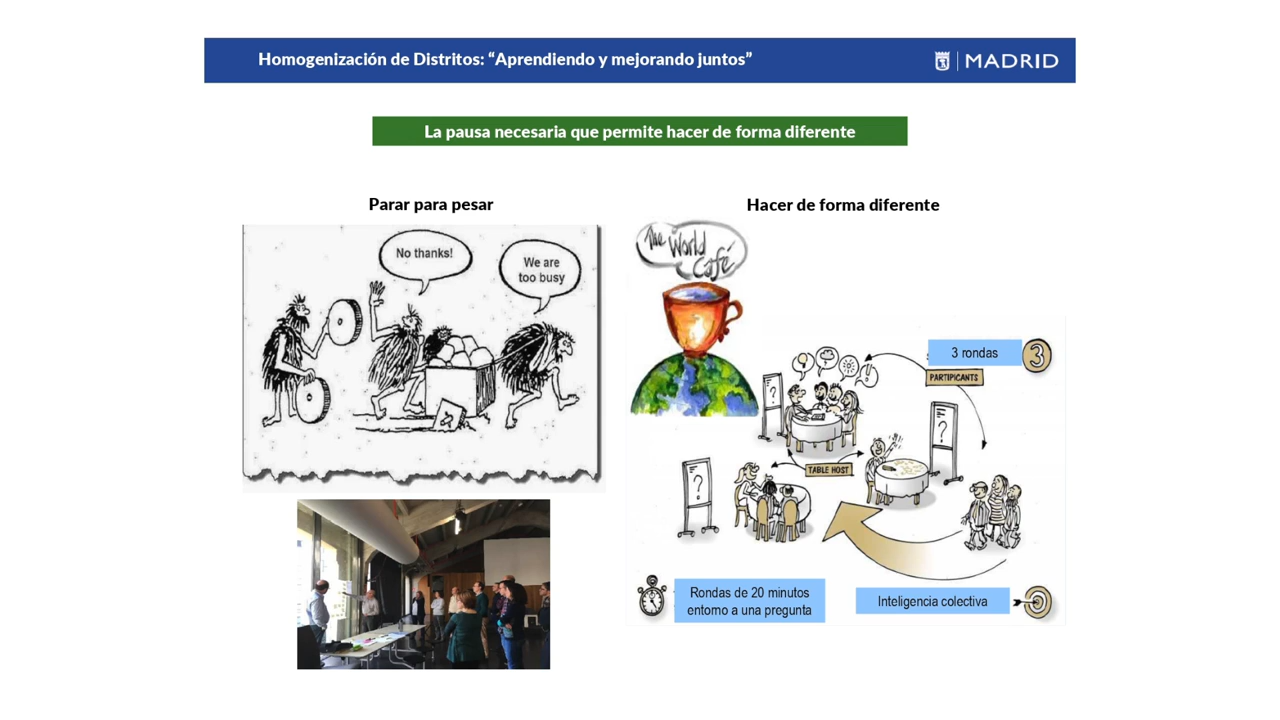 Homogenización de Distritos: “Aprendiendo y mejorando juntos”
MADRID
La pausa necesaria que permite hacer de forma diferente
Parar para pesar
No thanks!
We are
too busy
Hacer de forma diferente
The World
Café
3 rondas
3
PARTIPICANTS
?
?
TABLE HOST
?
Rondas de 20 minutos
entorno a una pregunta
Inteligencia colectiva